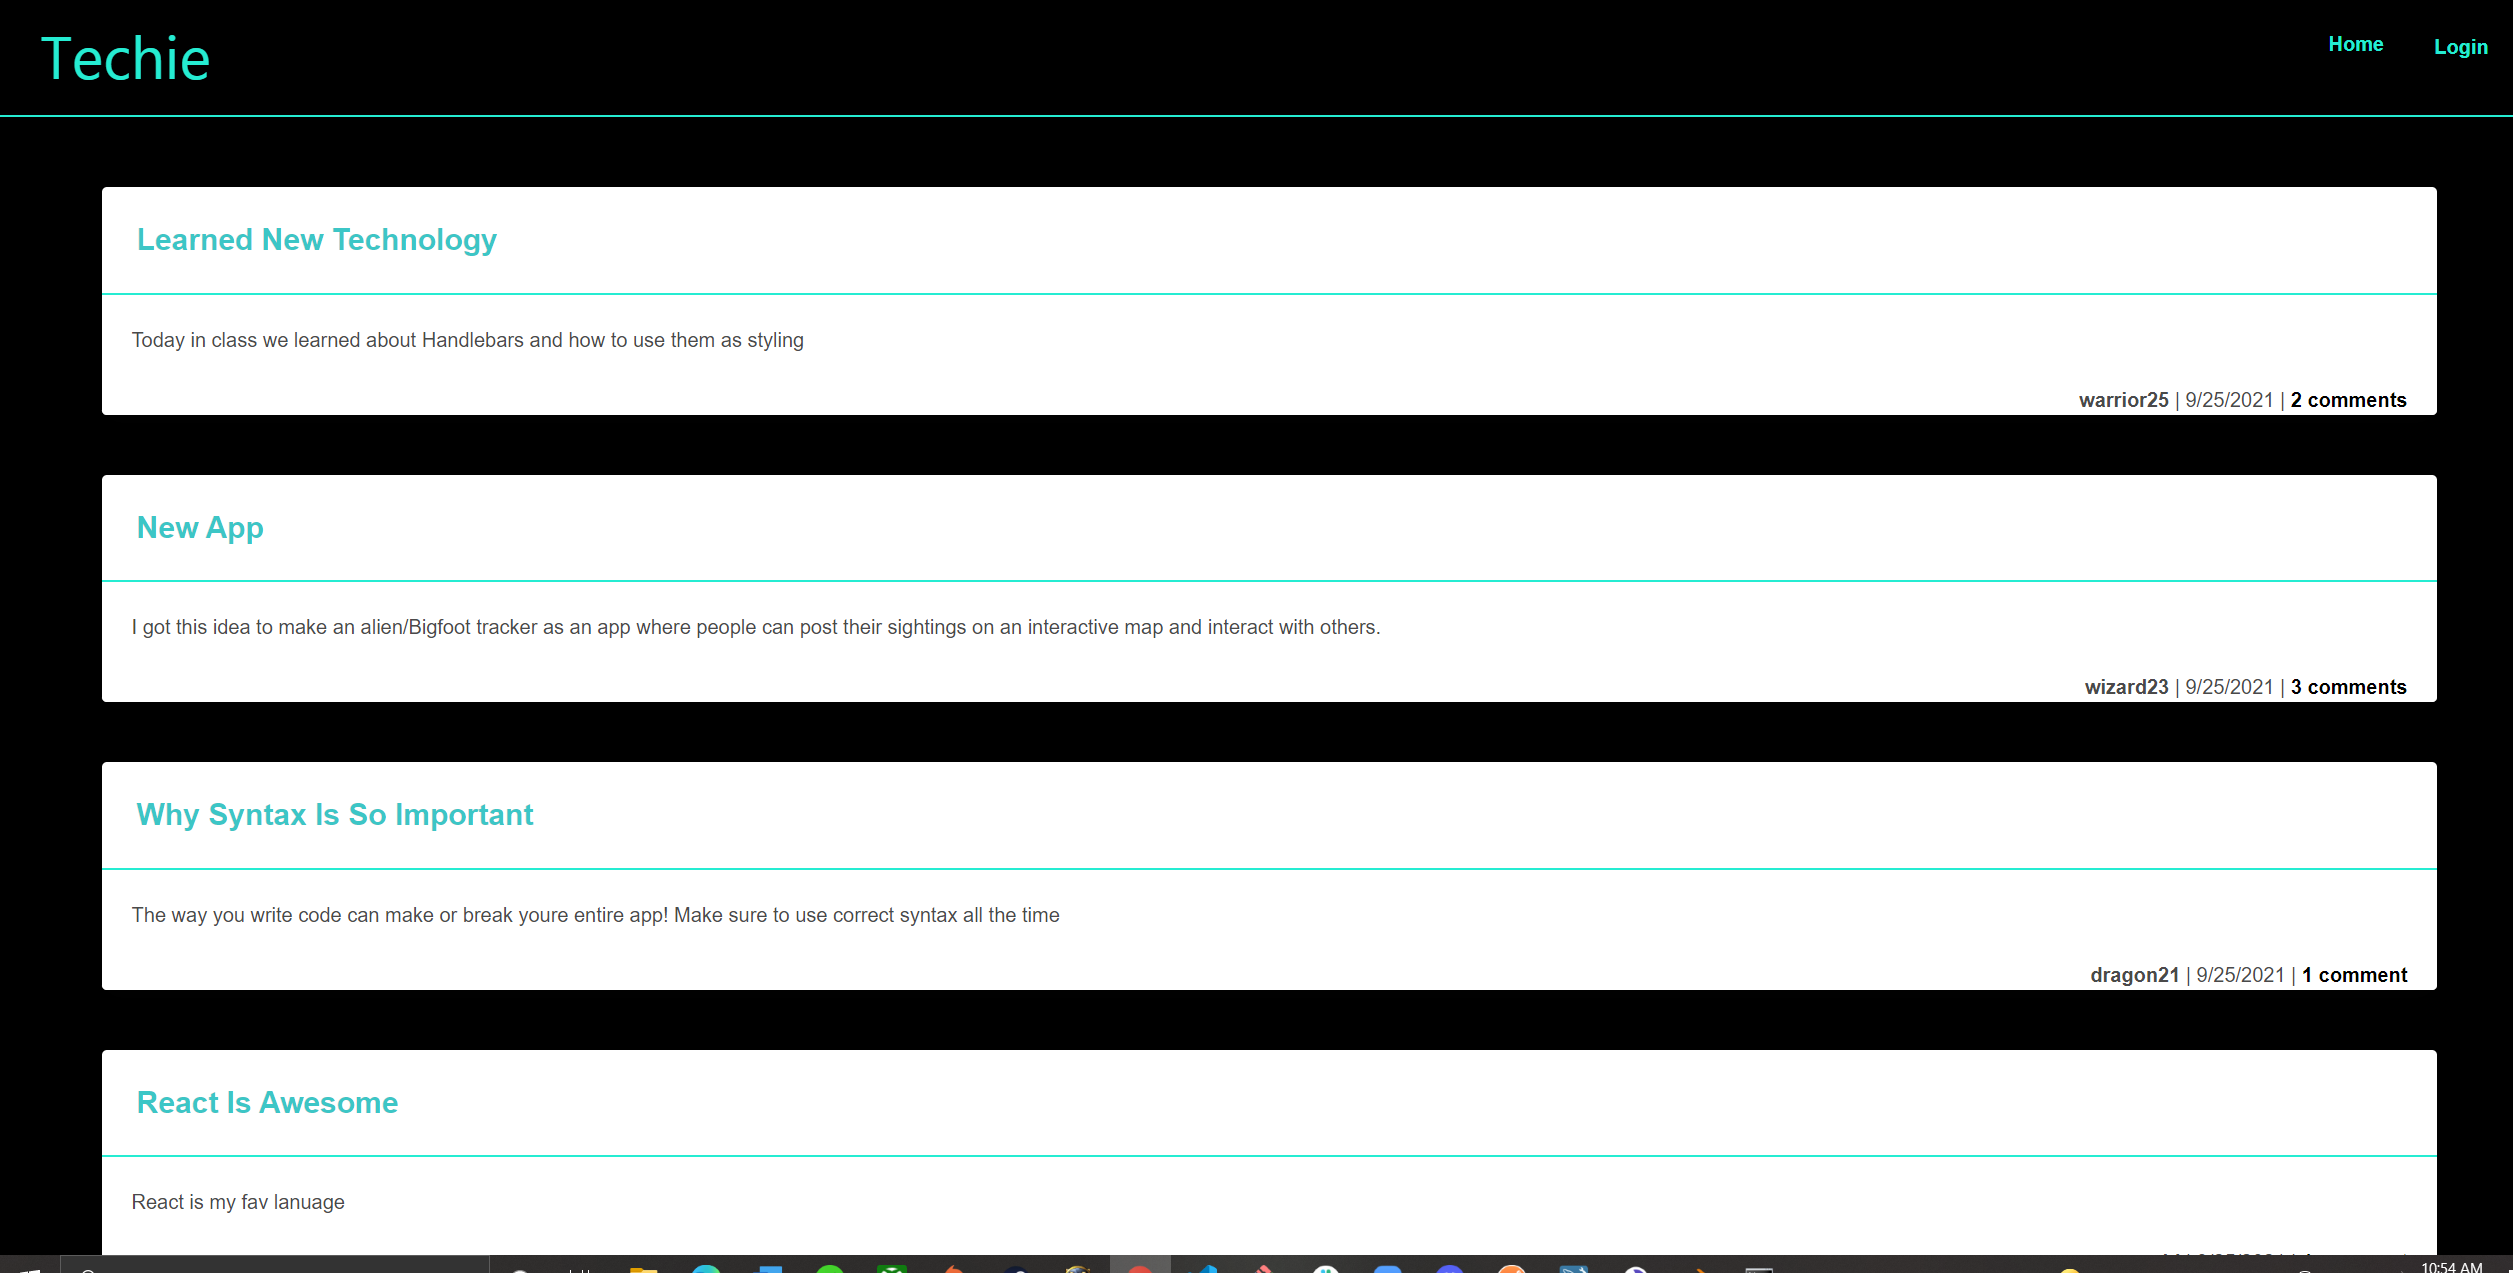 Techie
Home
Login
Learned New Technology
Today in class we learned about Handlebars and how to use them as styling
warrior25 | 9/25/2021 | 2 comments
New App
I got this idea to make an alien/Bigfoot tracker as an app where people can post their sightings on an interactive map and interact with others.
wizard23 | 9/25/2021 | 3 comments
Why Syntax Is So Important
The way you write code can make or break youre entire app! Make sure to use correct syntax all the time
dragon21 | 9/25/2021 | 1 comment
React Is Awesome
React is my fav lanuage
10:54 AM